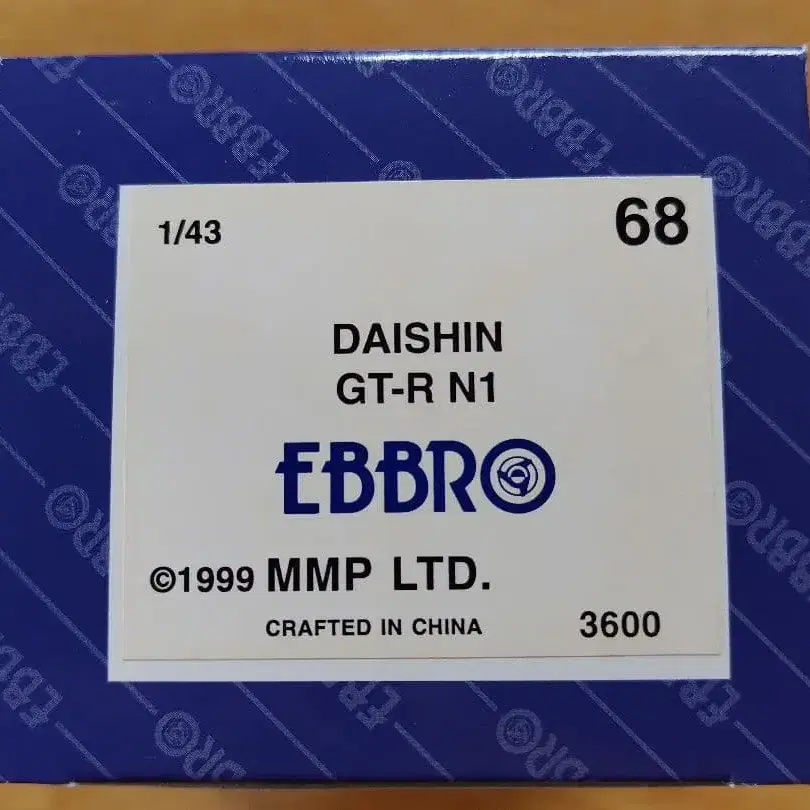 1/43
68
DAISHIN
GT-R N1
EBBRO
©1999 MMP LTD.
CRAFTED IN CHINA
3600